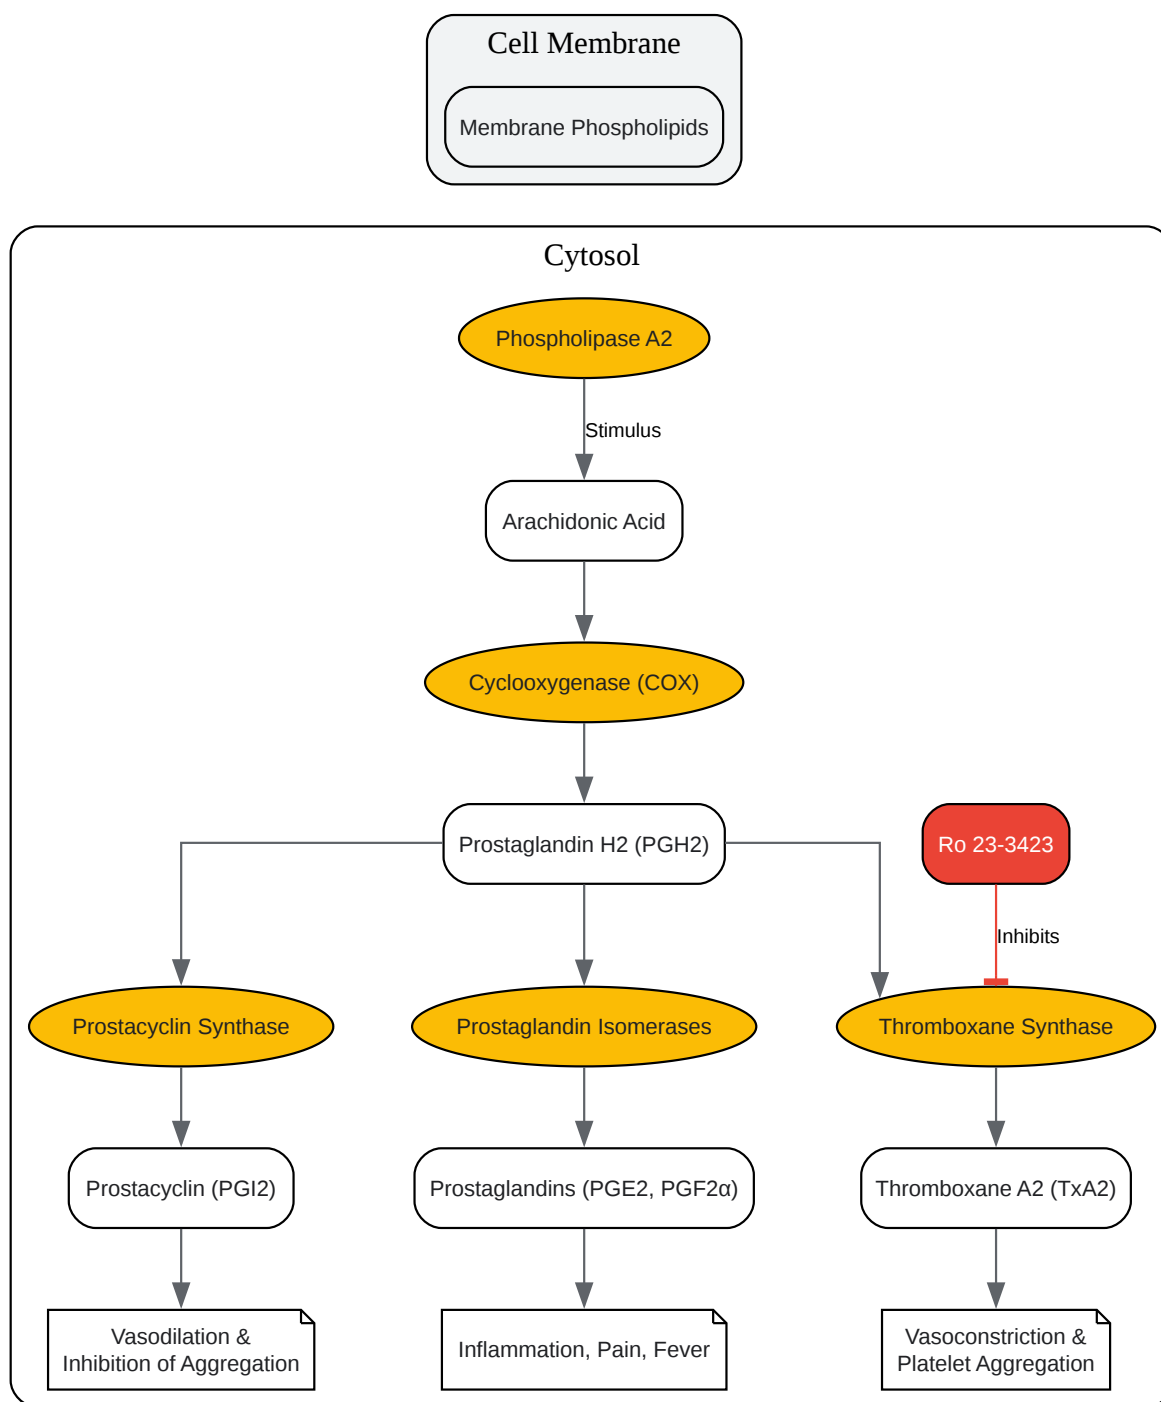 Cell Membrane
Membrane Phospholipids
Cytosol
Phospholipase A2
Stimulus
Arachidonic Acid
Cyclooxygenase (COX)
Prostaglandin H2 (PGH2)
Ro 23-3423
Inhibits
Prostacyclin Synthase
Prostaglandin Isomerases
Thromboxane Synthase
Prostacyclin (PGI2)
Prostaglandins (PGE2, PGF2α)
Thromboxane A2 (TxA2)
Vasodilation &
Inhibition of Aggregation
Inflammation, Pain, Fever
Vasoconstriction &
Platelet Aggregation